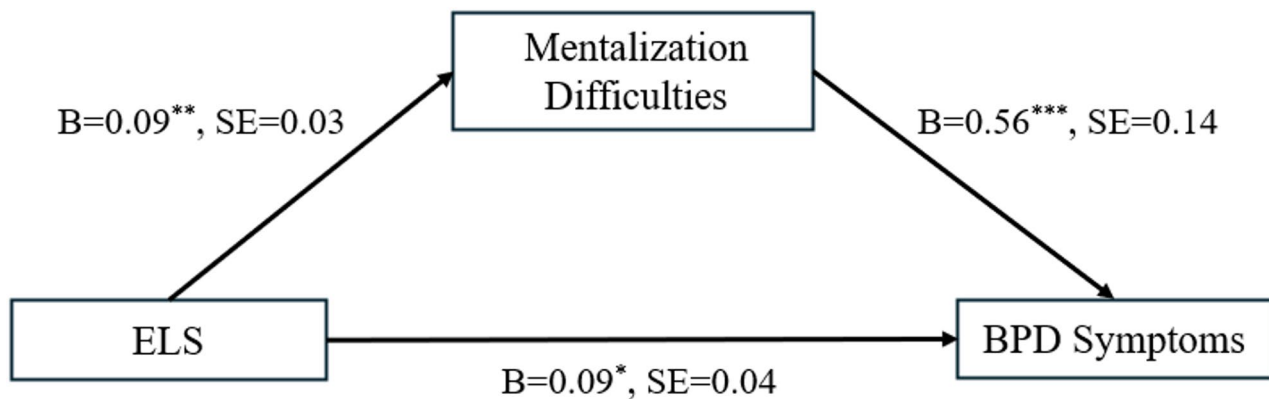 Mentalization
Difficulties
B=0.09**, SE=0.03
B=0.56***, SE=0.14
ELS
BPD Symptoms
B=0.09*, SE=0.04